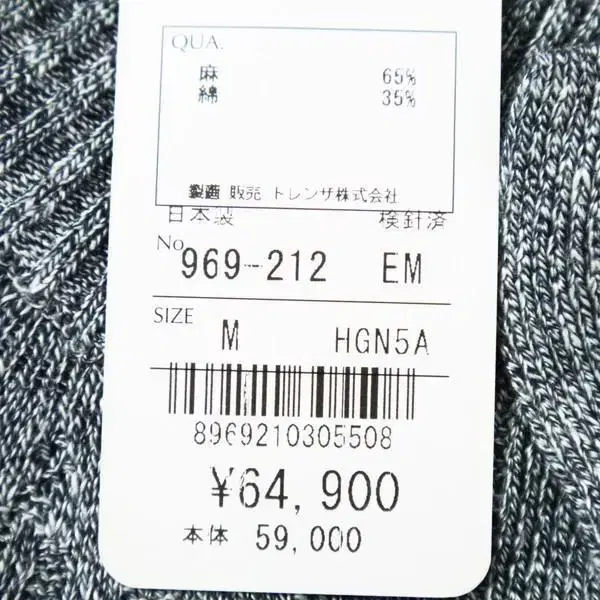 QUA.
麻 65%
綿 35%
製造 販売 トレンザ株式会社
日本製 検針済
No 969-212 EM
SIZE M HGN5A
8969210305508
¥64,900
本体 59,000